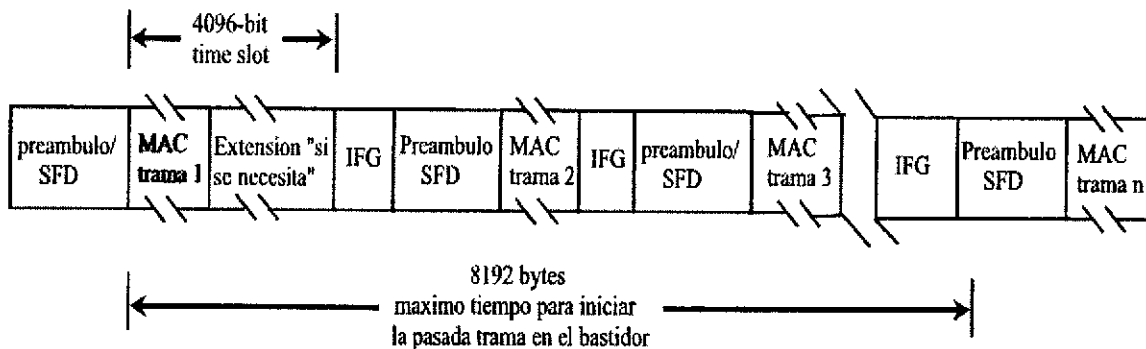 4096-bit
time slot
preambulo/
SFD
MAC
trama 1
Extension "si
se necesita"
IFG
Preambulo
SFD
MAC
trama 2
IFG
preambulo/
SFD
MAC
trama 3
IFG
Preambulo
SFD
MAC
trama n
8192 bytes
maximo tiempo para iniciar
la pasada trama en el bastidor